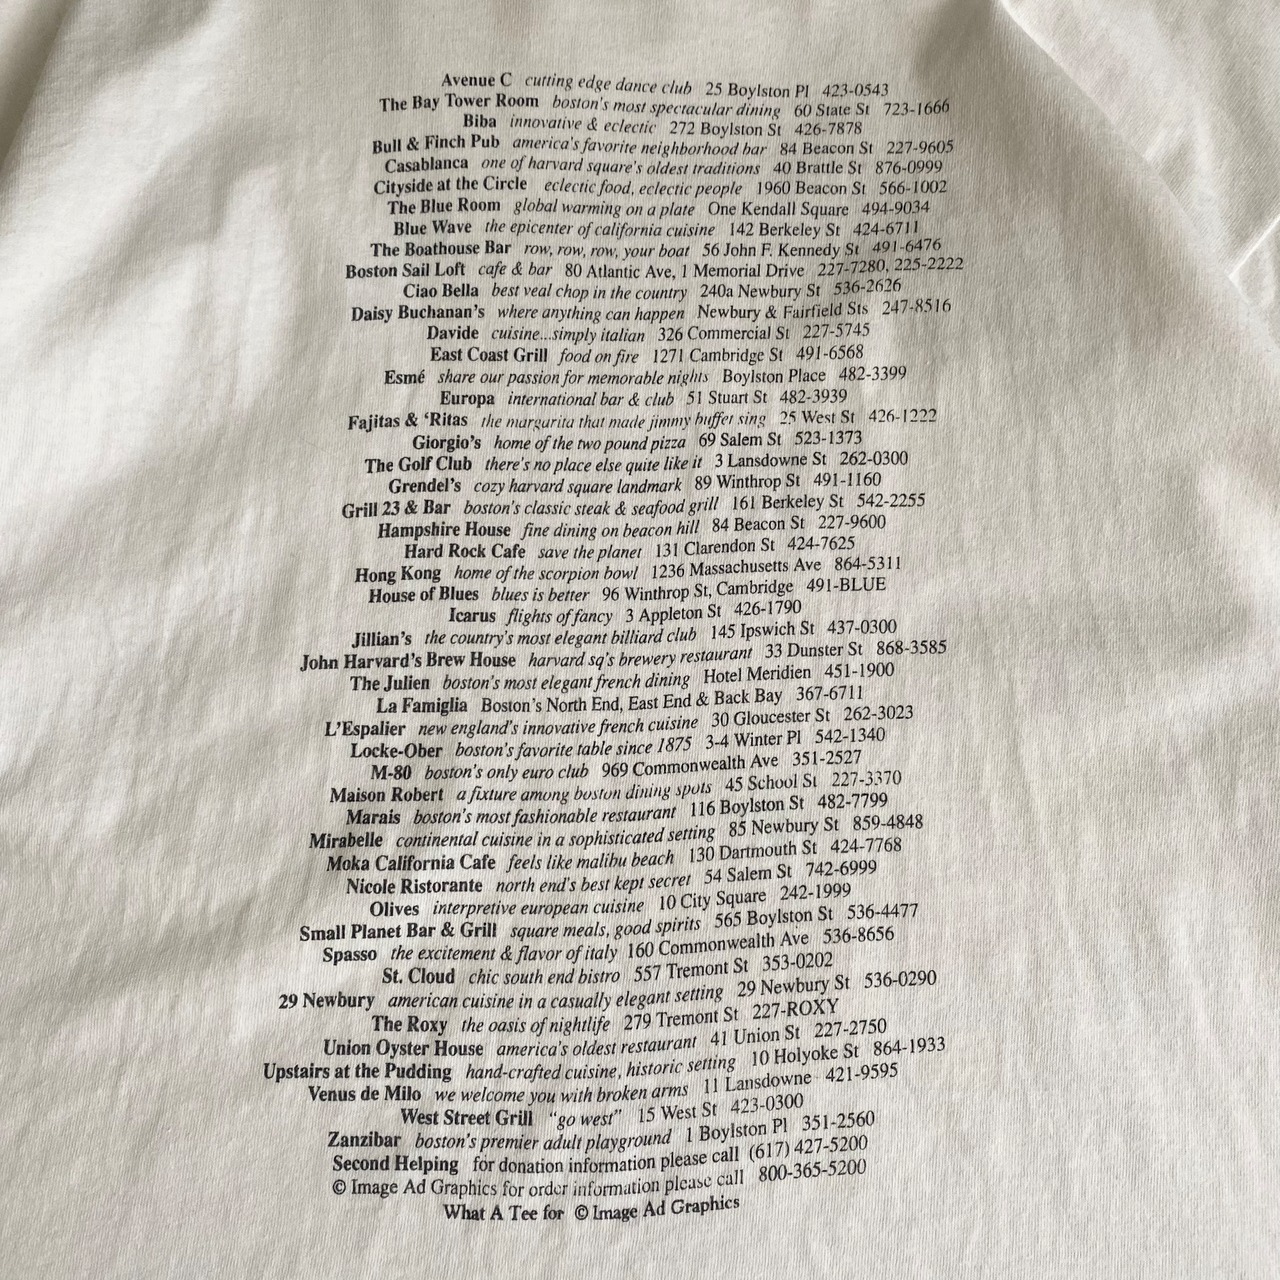 Avenue C cutting edge dance club 25 Boylston Pl 423-0543
The Bay Tower Room boston's most spectacular dining 60 State St 723-1666
Biba innovative & eclectic 272 Boylston St 426-7878
Bull & Finch Pub america's favorite neighborhood bar 84 Beacon St 227-9605
Casablanca one of harvard square's oldest traditions 40 Brattle St 876-0999
Cityside at the Circle eclectic food, eclectic people 1960 Beacon St 566-1002
The Blue Room global warming on a plate One Kendall Square 494-9034
Blue Wave the epicenter of california cuisine 142 Berkeley St 424-6711
The Boathouse Bar row, row, row, your boat 56 John F. Kennedy St 491-6476
Boston Sail Loft cafe & bar 80 Atlantic Ave, 1 Memorial Drive 227-7280, 225-2222
Ciao Bella best veal chop in the country 240a Newbury St 536-2626
Daisy Buchanan's where anything can happen Newbury & Fairfield Sts 247-8516
Davide cuisine...simply italian 326 Commercial St 227-5745
East Coast Grill food on fire 1271 Cambridge St 491-6568
Esmé share our passion for memorable nights Boylston Place 482-3399
Europa international bar & club 51 Stuart St 482-3939
Fajitas & 'Ritas the margarita that made jimmy buffet sing 25 West St 426-1222
Giorgio's home of the two pound pizza 69 Salem St 523-1373
The Golf Club there's no place else quite like it 3 Lansdowne St 262-0300
Grendel's cozy harvard square landmark 89 Winthrop St 491-1160
Grill 23 & Bar boston's classic steak & seafood grill 161 Berkeley St 542-2255
Hampshire House fine dining on beacon hill 84 Beacon St 227-9600
Hard Rock Cafe save the planet 131 Clarendon St 424-7625
Hong Kong home of the scorpion bowl 1236 Massachusetts Ave 864-5311
House of Blues blues is better 96 Winthrop St, Cambridge 491-BLUE
Icarus flights of fancy 3 Appleton St 426-1790
Jillian's the country's most elegant billiard club 145 Ipswich St 437-0300
John Harvard's Brew House harvard sq's brewery restaurant 33 Dunster St 868-3585
The Julien boston's most elegant french dining Hotel Meridien 451-1900
La Famiglia Boston's North End, East End & Back Bay 367-6711
L'Espalier new england's innovative french cuisine 30 Gloucester St 262-3023
Locke-Ober boston's favorite table since 1875 3-4 Winter Pl 542-1340
M-80 boston's only euro club 969 Commonwealth Ave 351-2527
Maison Robert a fixture among boston dining spots 45 School St 227-3370
Marais boston's most fashionable restaurant 116 Boylston St 482-7799
Mirabelle continental cuisine in a sophisticated setting 85 Newbury St 859-4848
Moka California Cafe feels like malibu beach 130 Dartmouth St 424-7768
Nicole Ristorante north end's best kept secret 54 Salem St 742-6999
Olives interpretive european cuisine 10 City Square 242-1999
Small Planet Bar & Grill square meals, good spirits 565 Boylston St 536-4477
Spasso the excitement & flavor of italy 160 Commonwealth Ave 536-8656
St. Cloud chic south end bistro 557 Tremont St 353-0202
29 Newbury american cuisine in a casually elegant setting 29 Newbury St 536-0290
The Roxy the oasis of nightlife 279 Tremont St 227-ROXY
Union Oyster House america's oldest restaurant 41 Union St 227-2750
Upstairs at the Pudding hand-crafted cuisine, historic setting 10 Holyoke St 864-1933
Venus de Milo we welcome you with broken arms 11 Lansdowne 421-9595
West Street Grill "go west" 15 West St 423-0300
Zanzibar boston's premier adult playground 1 Boylston Pl 351-2560
Second Helping for donation information please call (617) 427-5200
© Image Ad Graphics for order information please call 800-365-5200
What A Tee for © Image Ad Graphics